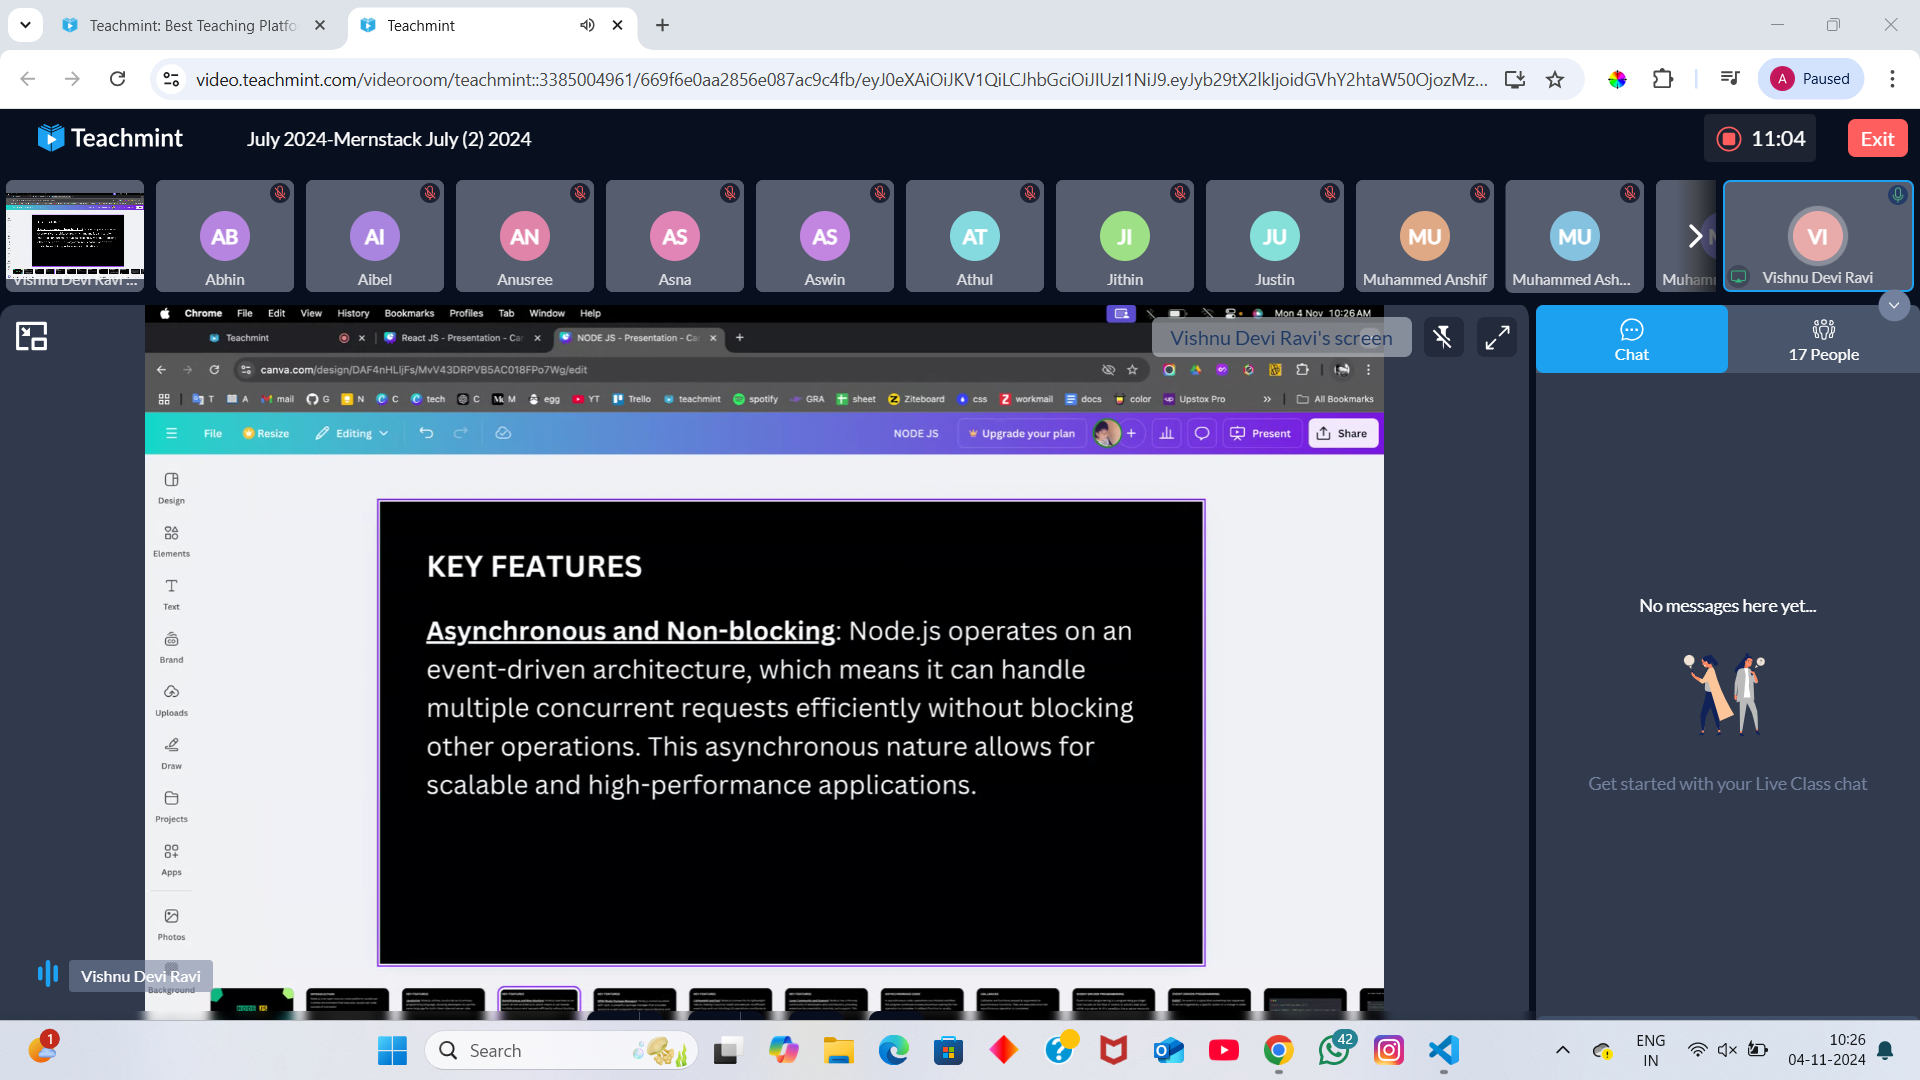 Teachmint: Best Teaching Platfo
Teachmint
video.teachmint.com/videoroom/teachmint::3385004961/669f6e0aa2856e087ac9c4fb/eyJ0eXAiOiJKV1QiLCJhbGciOiJIUzI1NiJ9.eyJyb29tX2lkIjoidGVhY2htaW50OjozMz...
A Paused
Teachmint
July 2024-Mernstack July (2) 2024
11:04
Exit
AB AI AN AS AS AT JI JU MU MU VI
Vishnu Devi Ravi ... Abhin Aibel Anusree Asna Aswin Athul Jithin Justin Muhammed Anshif Muhammed Ash... Muham Vishnu Devi Ravi
Chrome File Edit View History Bookmarks Profiles Tab Window Help
Mon 4 Nov 10:26 AM
Teachmint
React JS - Presentation - Ca
NODE JS - Presentation - Ca
Vishnu Devi Ravi's screen
canva.com/design/DAF4nHLljFs/MvV43DRPVB5AC018FPo7Wg/edit
T A mail G N C tech C M egg YT Trello teachmint spotify GRA sheet Ziteboard css workmail docs color Upstox Pro » All Bookmarks
File Resize Editing
NODE JS Upgrade your plan Present Share
Design
Elements
Text
Brand
Uploads
Draw
Projects
Apps
Photos
Background
KEY FEATURES
Asynchronous and Non-blocking: Node.js operates on an
event-driven architecture, which means it can handle
multiple concurrent requests efficiently without blocking
other operations. This asynchronous nature allows for
scalable and high-performance applications.
Vishnu Devi Ravi
NODE JS
Chat
17 People
No messages here yet...
Get started with your Live Class chat
1
Search
42
ENG
IN
10:26
04-11-2024